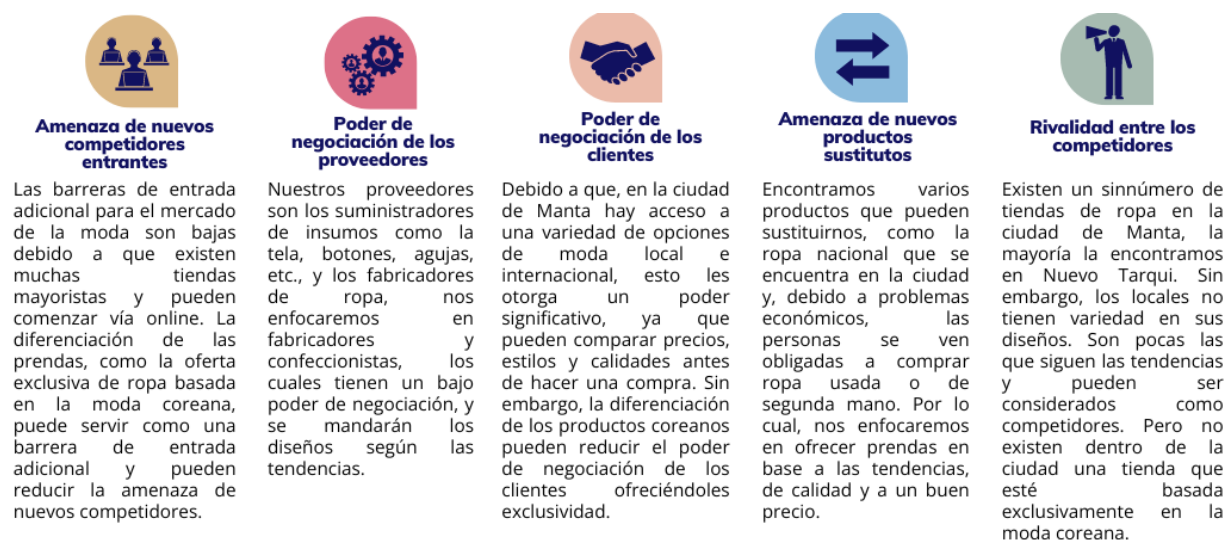 Amenaza de nuevos
competidores
entrantes
Las barreras de entrada
adicional para el mercado
de la moda son bajas
debido a que existen
muchas tiendas
mayoristas y pueden
comenzar vía online. La
diferenciación de las
prendas, como la oferta
exclusiva de ropa basada
en la moda coreana,
puede servir como una
barrera de entrada
adicional y pueden
reducir la amenaza de
nuevos competidores.
Poder de
negociación de los
proveedores
Nuestros proveedores
son los suministradores
de insumos como la
tela, botones, agujas,
etc., y los fabricadores
de ropa, nos
enfocaremos en
fabricadores y
confeccionistas, los
cuales tienen un bajo
poder de negociación, y
se mandarán los
diseños según las
tendencias.
Poder de
negociación de los
clientes
Debido a que, en la ciudad
de Manta hay acceso a
una variedad de opciones
de moda local e
internacional, esto les
otorga un poder
significativo, ya que
pueden comparar precios,
estilos y calidades antes
de hacer una compra. Sin
embargo, la diferenciación
de los productos coreanos
pueden reducir el poder
de negociación de los
clientes ofreciéndoles
exclusividad.
Amenaza de nuevos
productos
sustitutos
Encontramos varios
productos que pueden
sustituirnos, como la
ropa nacional que se
encuentra en la ciudad
y, debido a problemas
económicos, las
personas se ven
obligadas a comprar
ropa usada o de
segunda mano. Por lo
cual, nos enfocaremos
en ofrecer prendas en
base a las tendencias,
de calidad y a un buen
precio.
Rivalidad entre los
competidores
Existen un sinnúmero de
tiendas de ropa en la
ciudad de Manta, la
mayoría la encontramos
en Nuevo Tarqui. Sin
embargo, los locales no
tienen variedad en sus
diseños. Son pocas las
que siguen las tendencias
y pueden ser
considerados como
competidores. Pero no
existen dentro de la
ciudad una tienda que
esté basada
exclusivamente en la
moda coreana.